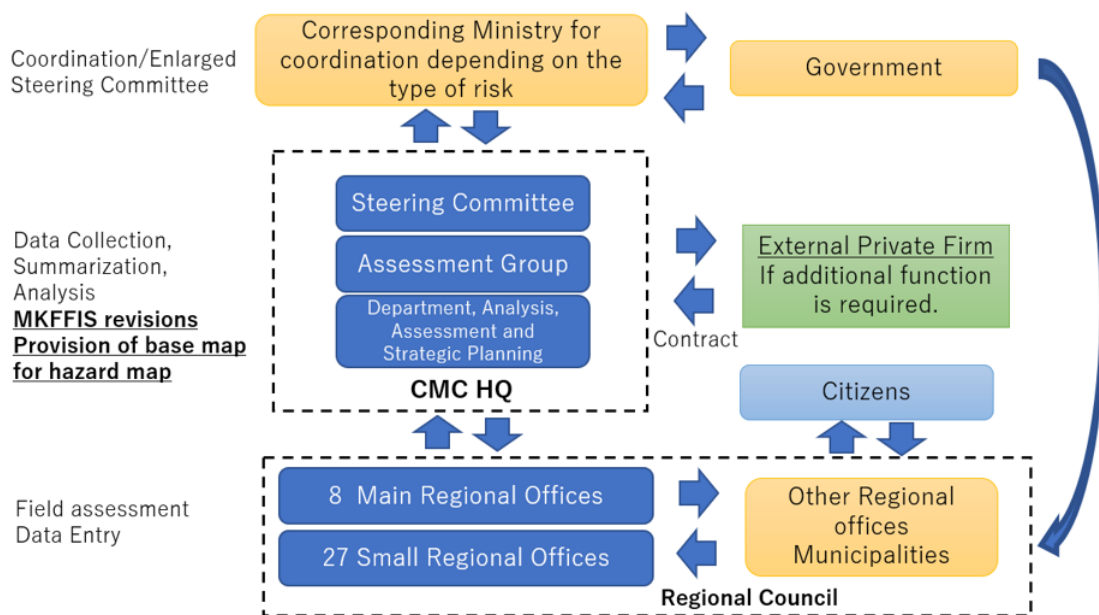 Coordination/Enlarged
Steering Committee
Corresponding Ministry for
coordination depending on the
type of risk
Government
Data Collection,
Summarization,
Analysis
MKFFIS revisions
Provision of base map
for hazard map
Steering Committee
Assessment Group
Department, Analysis,
Assessment and
Strategic Planning
CMC HQ
Contract
External Private Firm
If additional function
is required.
Citizens
Field assessment
Data Entry
8 Main Regional Offices
27 Small Regional Offices
Other Regional
offices
Municipalities
Regional Council